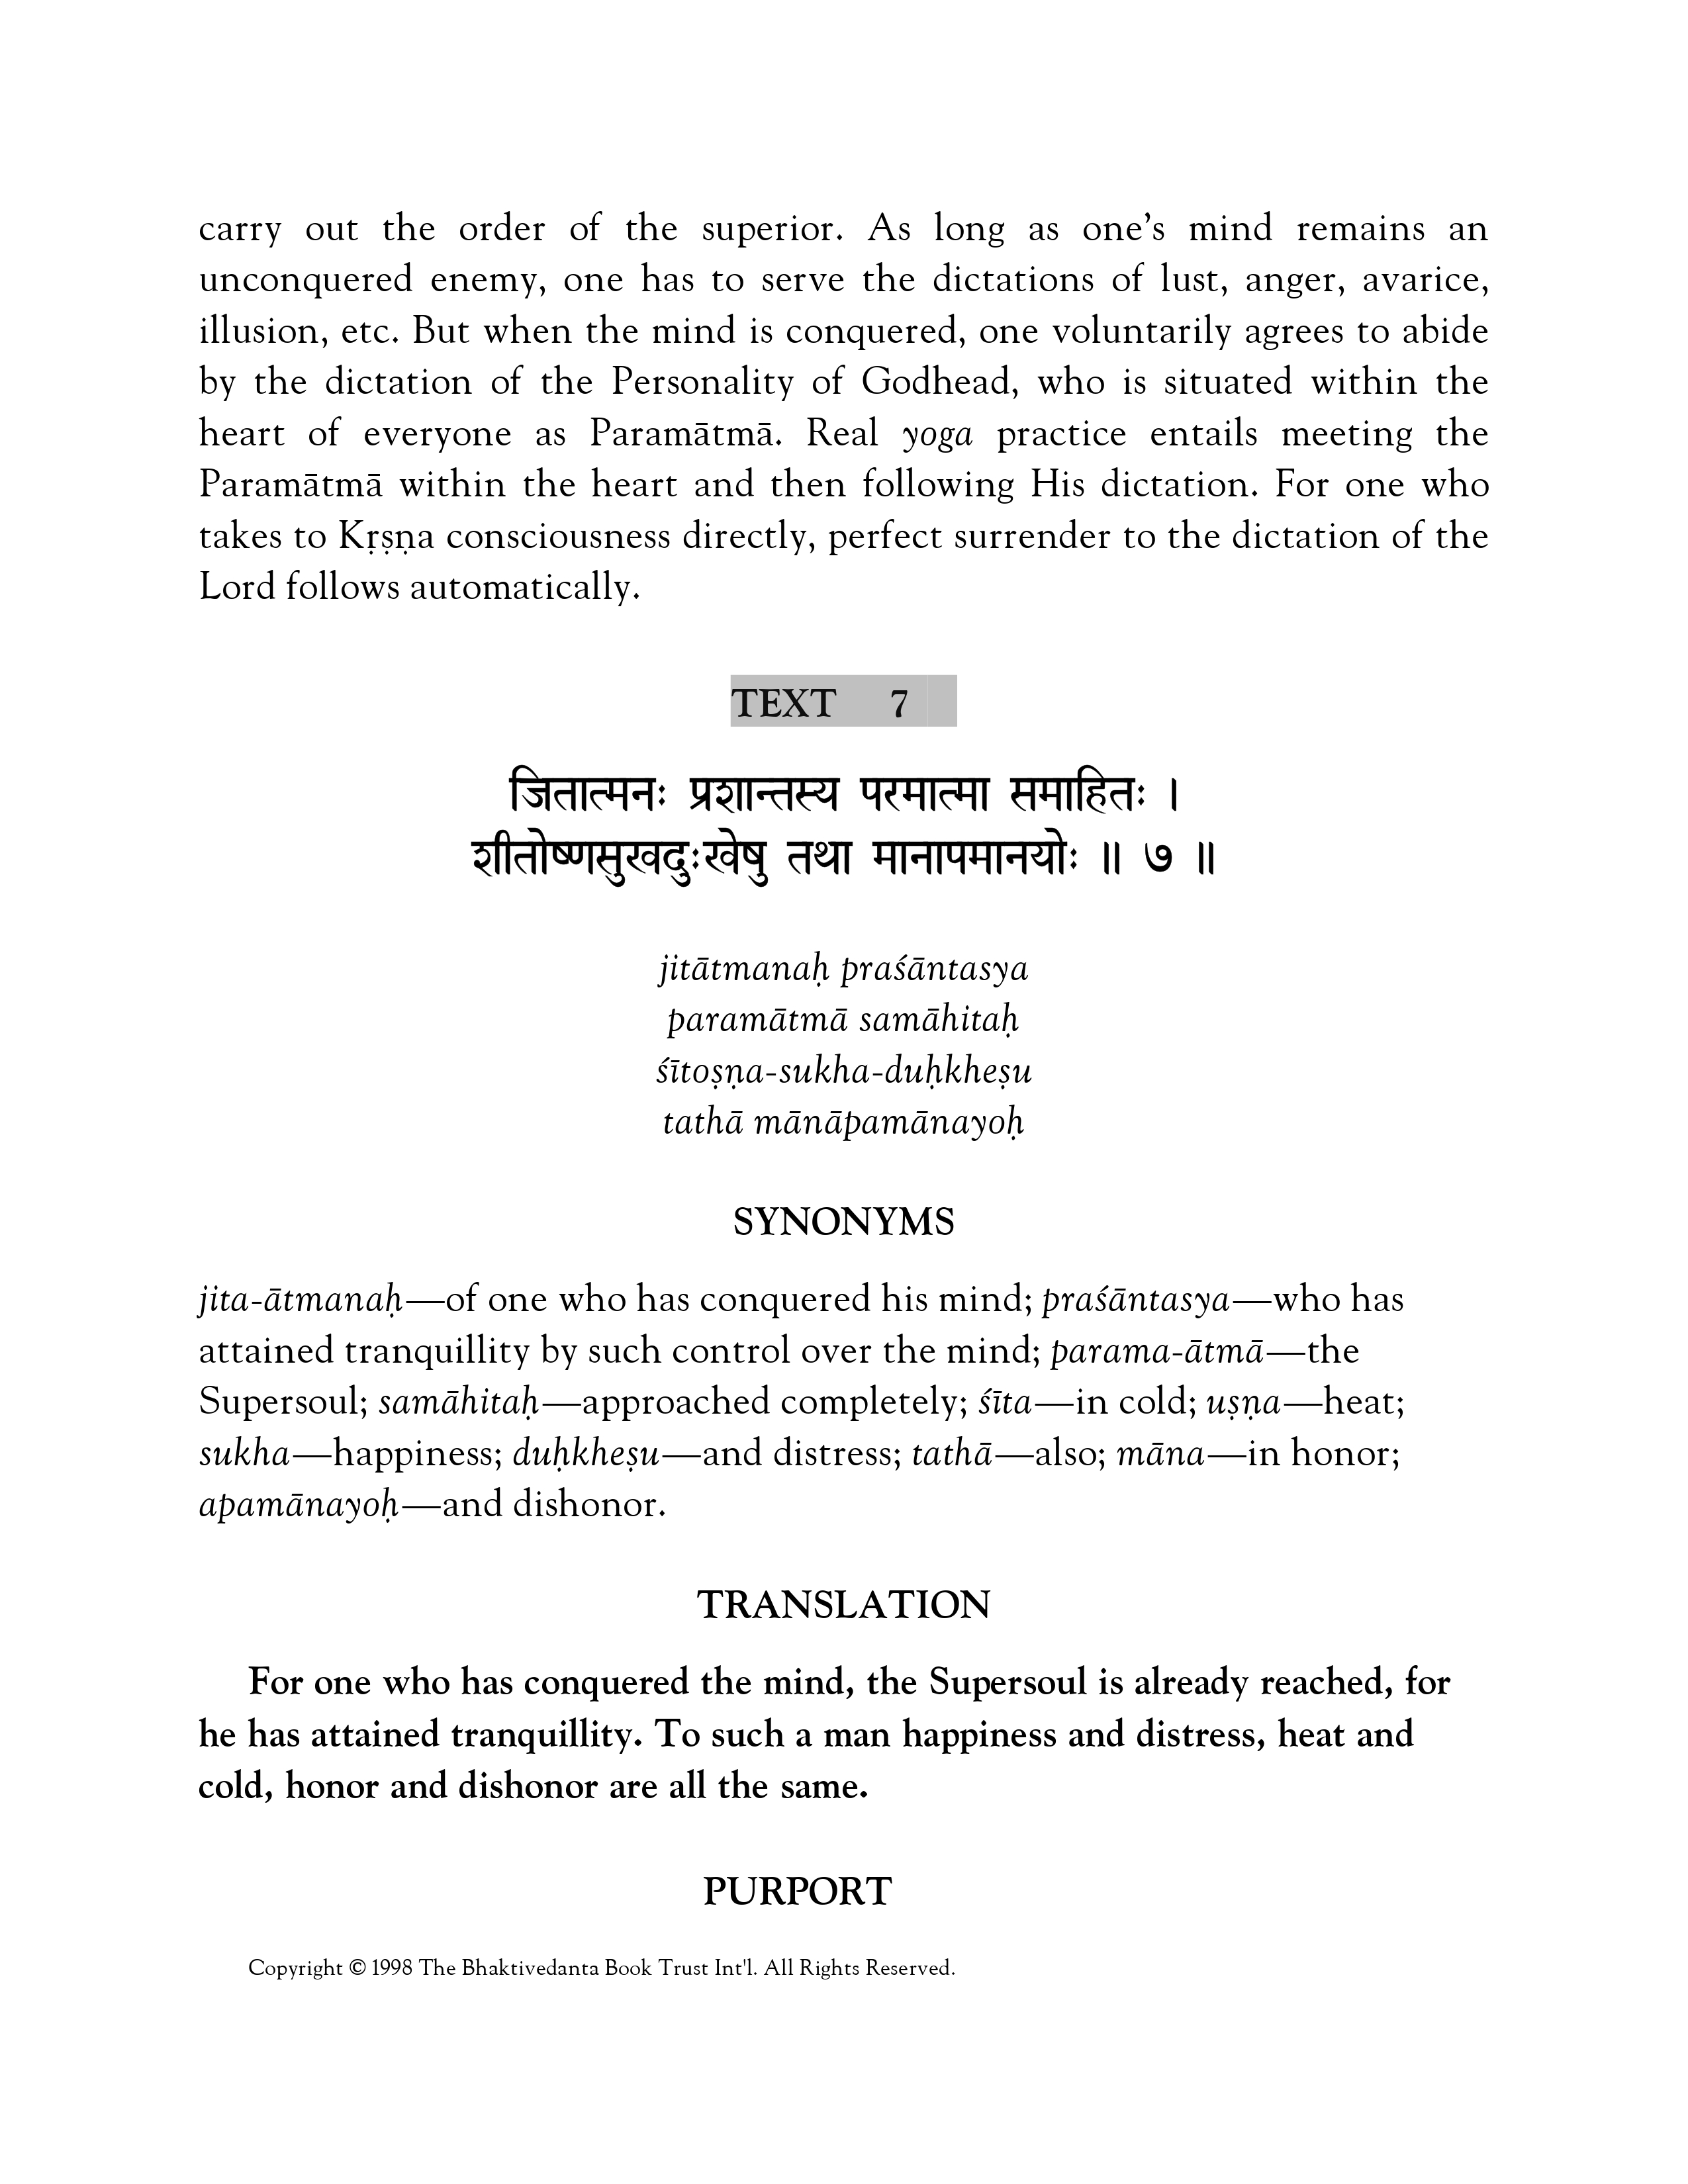 carry out the order of the superior. As long as one’s mind remains an
unconquered enemy, one has to serve the dictations of lust, anger, avarice,
illusion, etc. But when the mind is conquered, one voluntarily agrees to abide
by the dictation of the Personality of Godhead, who is situated within the
heart of everyone as Paramātmā. Real yoga practice entails meeting the
Paramātmā within the heart and then following His dictation. For one who
takes to Kṛṣṇa consciousness directly, perfect surrender to the dictation of the
Lord follows automatically.
TEXT 7
जितात्मनः प्रशान्तस्य परमात्मा समाहितः ।
शीतोष्णसुखदुःखेषु तथा मानापमानयोः ॥ ७ ॥
jitātmanaḥ praśāntasya
paramātmā samāhitaḥ
śītoṣṇa-sukha-duḥkheṣu
tathā mānāpamānayoḥ
SYNONYMS
jita-ātmanaḥ—of one who has conquered his mind; praśāntasya—who has
attained tranquillity by such control over the mind; parama-ātmā—the
Supersoul; samāhitaḥ—approached completely; śīta—in cold; uṣṇa—heat;
sukha—happiness; duḥkheṣu—and distress; tathā—also; māna—in honor;
apamānayoḥ—and dishonor.
TRANSLATION
For one who has conquered the mind, the Supersoul is already reached, for
he has attained tranquillity. To such a man happiness and distress, heat and
cold, honor and dishonor are all the same.
PURPORT
Copyright © 1998 The Bhaktivedanta Book Trust Int'l. All Rights Reserved.